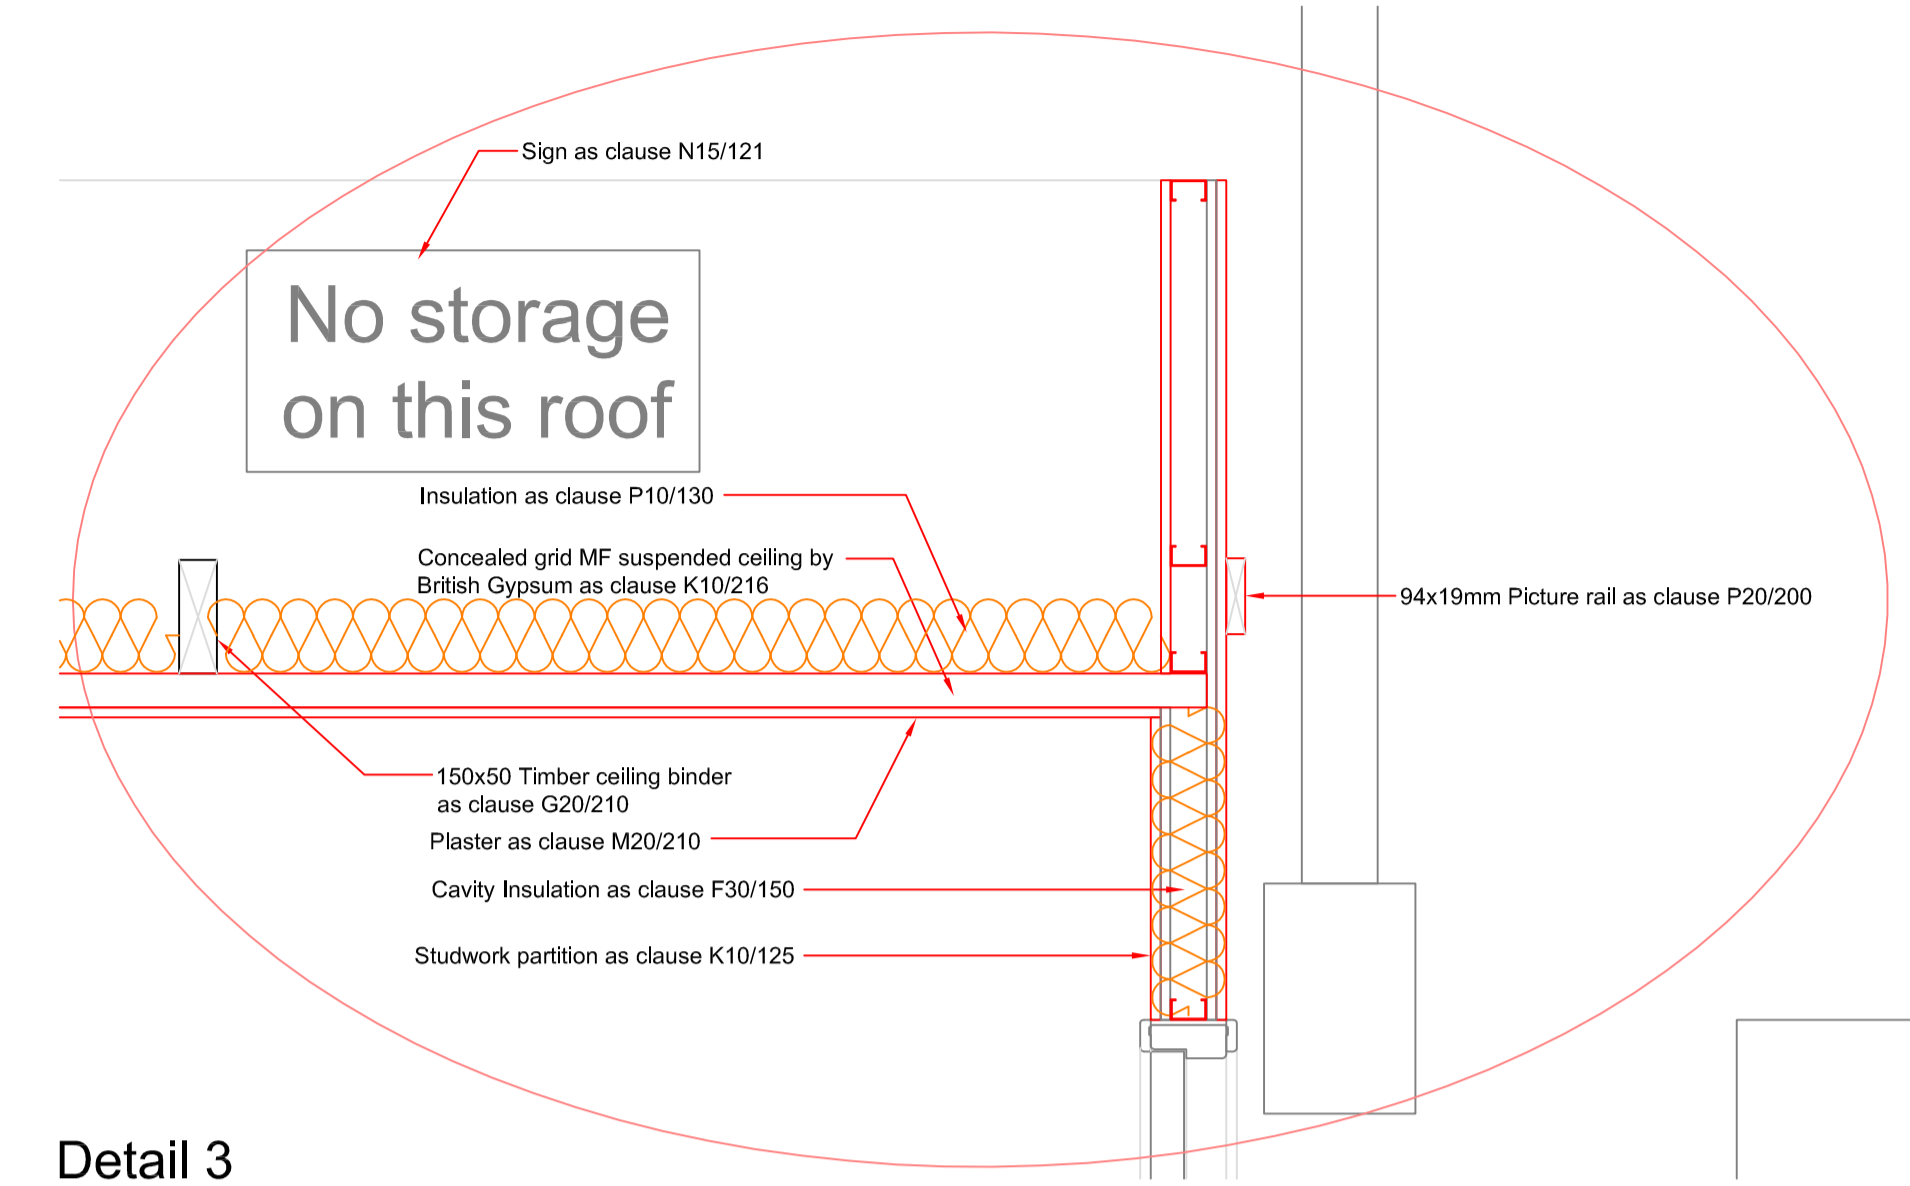 Sign as clause N15/121
No storage
on this roof
Insulation as clause P10/130
Concealed grid MF suspended ceiling by
British Gypsum as clause K10/216
94x19mm Picture rail as clause P20/200
150x50 Timber ceiling binder
as clause G20/210
Plaster as clause M20/210
Cavity Insulation as clause F30/150
Studwork partition as clause K10/125
Detail 3